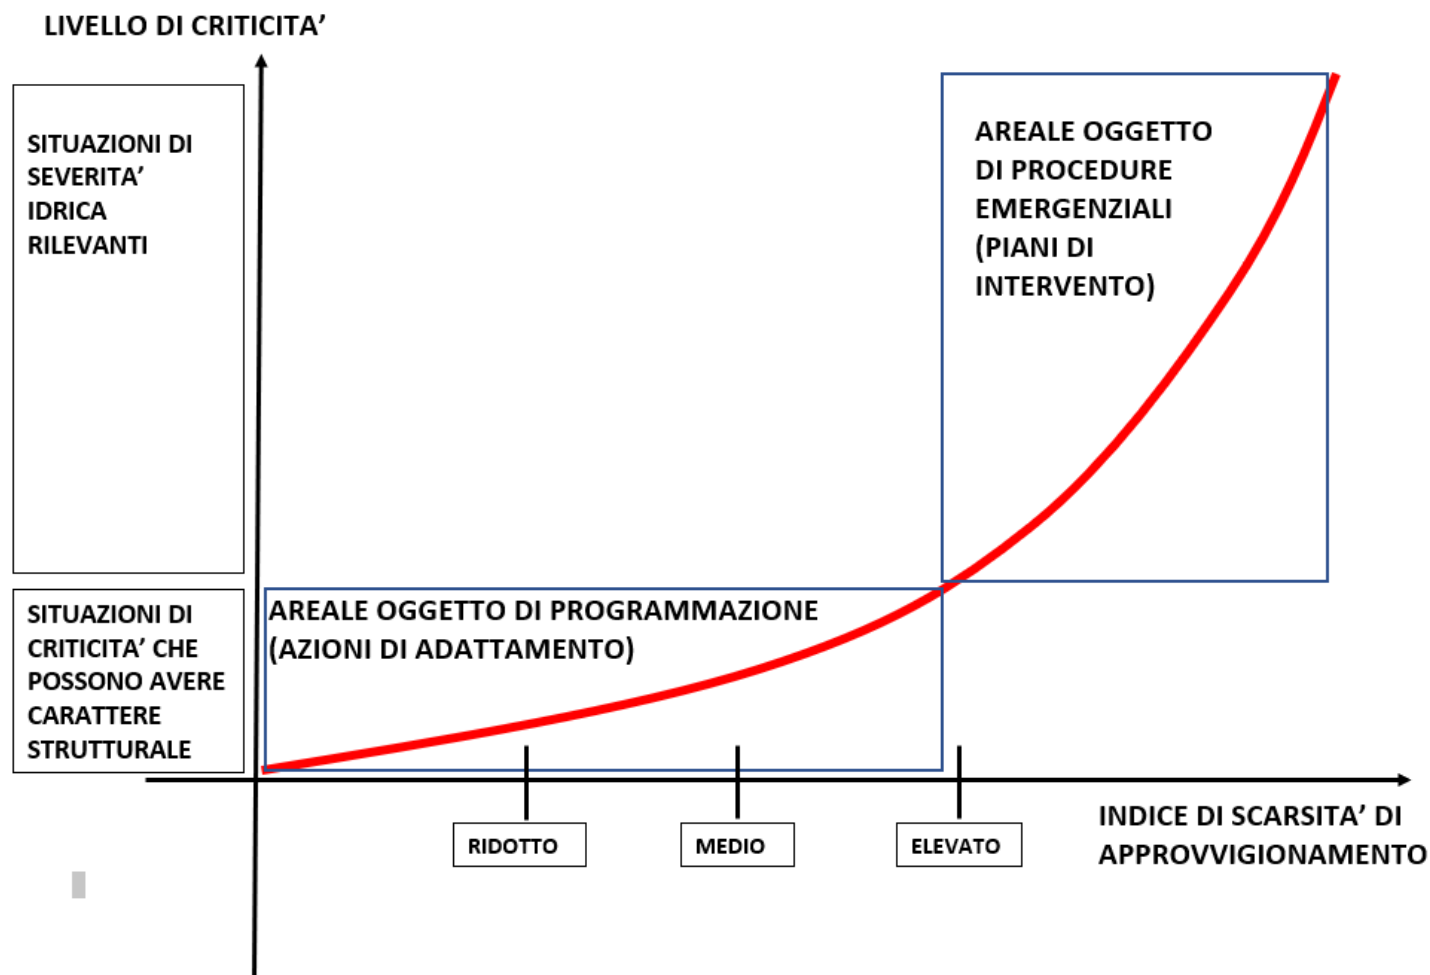 LIVELLO DI CRITICITA’
SITUAZIONI DI
SEVERITA’
IDRICA
RILEVANTI
AREALE OGGETTO
DI PROCEDURE
EMERGENZIALI
(PIANI DI
INTERVENTO)
SITUAZIONI DI
CRITICITA’ CHE
POSSONO AVERE
CARATTERE
STRUTTURALE
AREALE OGGETTO DI PROGRAMMAZIONE
(AZIONI DI ADATTAMENTO)
RIDOTTO
MEDIO
ELEVATO
INDICE DI SCARSITA’ DI
APPROVVIGIONAMENTO